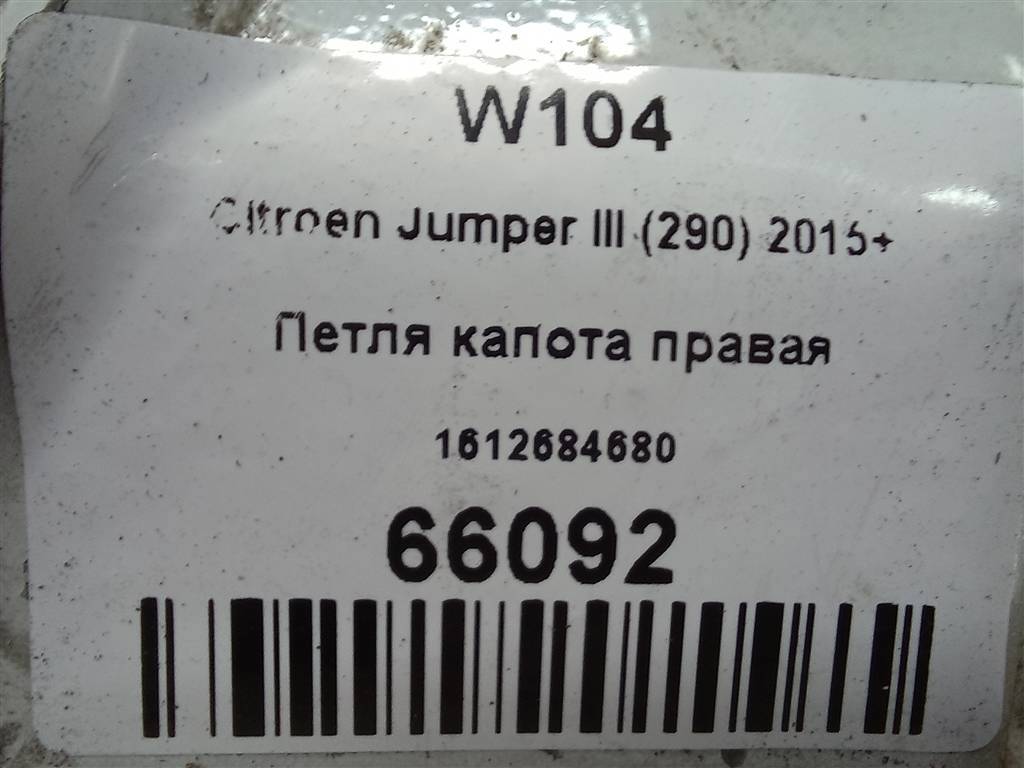 W104
Citroen Jumper III (290) 2015+
Петля капота правая
1612684680
66092